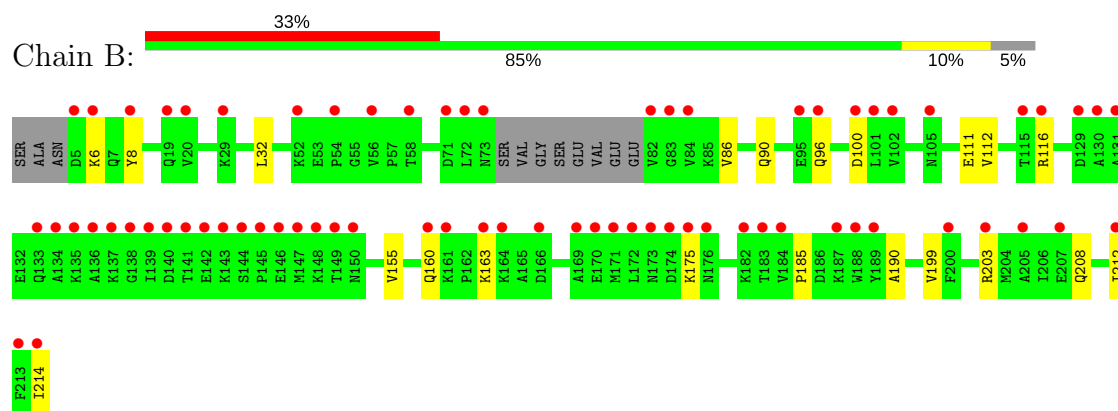 33%
Chain B:
85% 10% 5%
SER ALA ASN D5 K6 Q7 Y8 Q19 V20 K29 L32 K52 E53 P54 G55 V56 P57 T58 D71 L72 N73 SER VAL GLY SER GLU VAL GLU GLU V82 G83 V84 K85 V86 Q90 E95 Q96 D100 L101 V102 N105 E111 V112 T115 R116 D129 A130 A131
E132 Q133 A134 K135 A136 K137 G138 I139 D140 T141 E142 K143 S144 P145 E146 M147 K148 T149 N150 V155 Q160 K161 P162 K163 K164 A165 D166 A169 E170 M171 L172 N173 D174 K175 N176 K182 T183 V184 P185 D186 K187 W188 Y189 A190 V199 F200 R203 M204 A205 I206 E207 Q208 I212
F213 I214